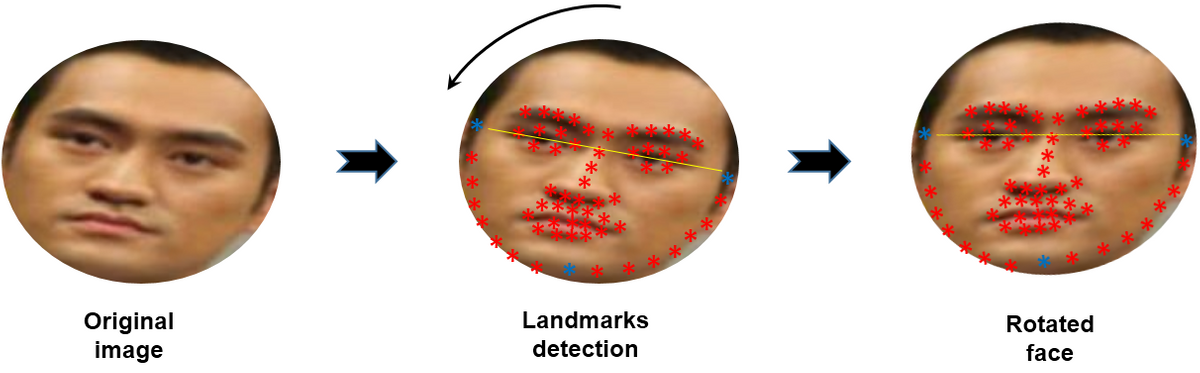 Original
image
Landmarks
detection
Rotated
face